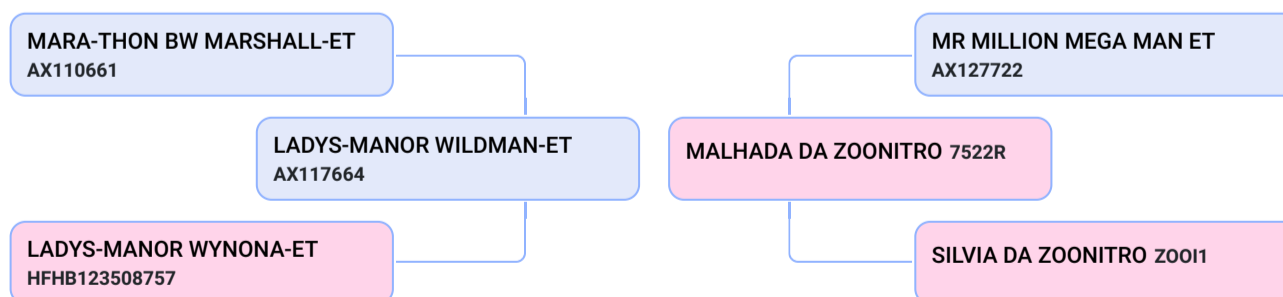 MARA-THON BW MARSHALL-ET
AX110661
MR MILLION MEGA MAN ET
AX127722
LADYS-MANOR WILDMAN-ET
AX117664
MALHADA DA ZOONITRO 7522R
LADYS-MANOR WYNONA-ET
HFHB123508757
SILVIA DA ZOONITRO ZOOI1